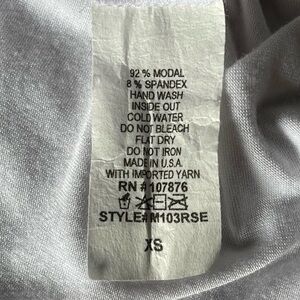 92 % MODAL
8 % SPANDEX
HAND WASH
INSIDE OUT
COLD WATER
DO NOT BLEACH
FLAT DRY
DO NOT IRON
MADE IN U.S.A.
WITH IMPORTED YARN
RN # 107876
STYLE# M103RSE
XS